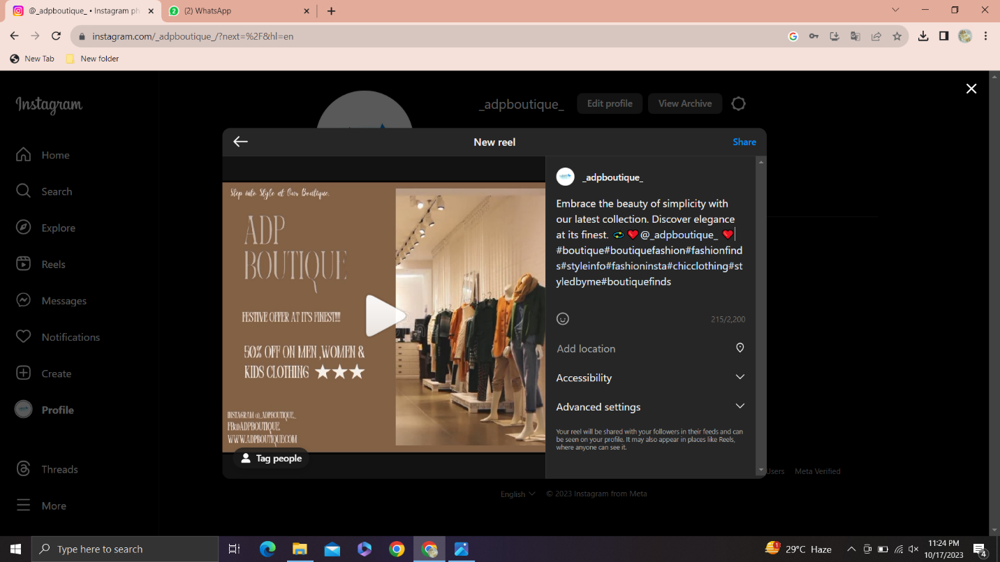 @_adpboutique_ • Instagram ph
(2) WhatsApp
instagram.com/_adpboutique_/?next=%2F&hl=en
New Tab
New folder
Instagram
_adpboutique_
Edit profile
View Archive
Home
Search
Explore
Reels
Messages
Notifications
Create
Profile
Threads
More
New reel
Share
Step into Style at Our Boutique.
ADP
BOUTIQUE
FESTIVE OFFER AT IT'S FINEST!!!!
50% OFF ON MEN ,WOMEN &
KIDS CLOTHING ★★★
INSTAGRAM @_ADPBOUTIQUE_
FB@ADPBOUTIQUE
WWW.ADPBOUTIQUE.COM
Tag people
_adpboutique_
Embrace the beauty of simplicity with
our latest collection. Discover elegance
at its finest. 💫 ❤️@_adpboutique_ ❤️
#boutique#boutiquefashion#fashionfind
s#styleinfo#fashioninsta#chicclothing#st
yledbyme#boutiquefinds
215/2,200
Add location
Accessibility
Advanced settings
Your reel will be shared with your followers in their feeds and can
be seen on your profile. It may also appear in places like Reels,
where anyone can see it.
Users
Meta Verified
English
© 2023 Instagram from Meta
Type here to search
1
29°C Haze
11:24 PM
10/17/2023
4